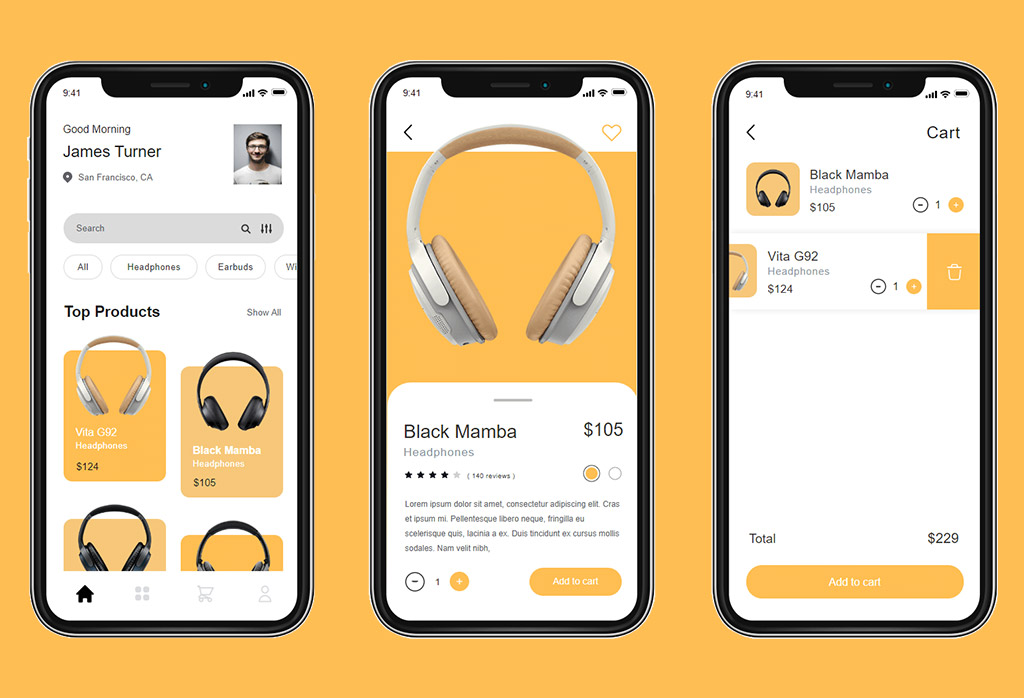 9:41
Good Morning
James Turner
San Francisco, CA
Search
All
Headphones
Earbuds
Wi
Top Products
Show All
Vita G92
Headphones
$124
Black Mamba
Headphones
$105
9:41
Black Mamba
$105
Headphones
( 140 reviews )
Lorem ipsum dolor sit amet, consectetur adipiscing elit. Cras
et ipsum mi. Pellentesque libero neque, fringilla eu
scelerisque quis, lacinia a ex. Duis tincidunt ex cursus mollis
sodales. Nam velit nibh,
1
Add to cart
9:41
Cart
Black Mamba
Headphones
$105
1
Vita G92
Headphones
$124
1
Total
$229
Add to cart